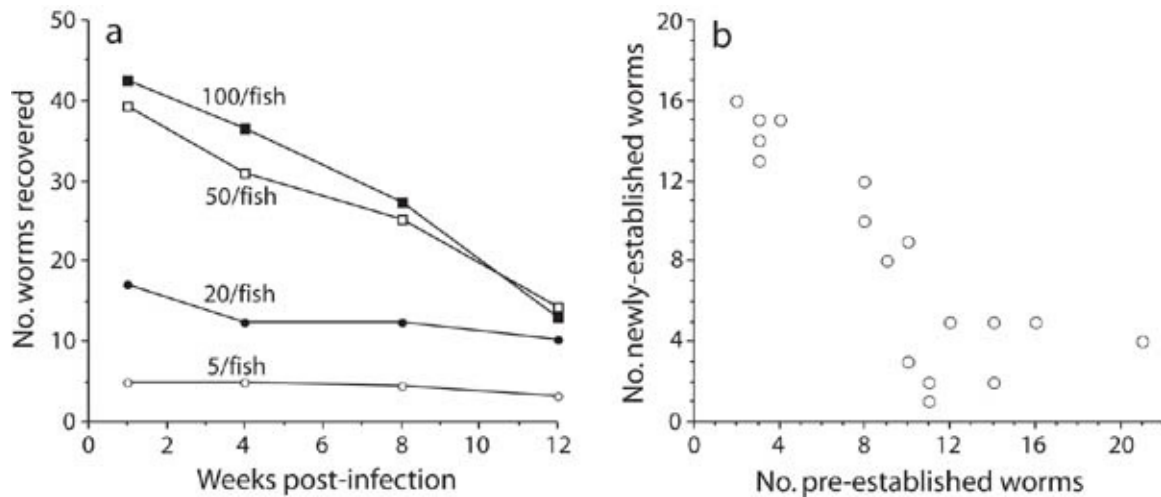 a
50
40
30
20
10
0
No. worms recovered
100/fish
50/fish
20/fish
5/fish
0 2 4 6 8 10 12
Weeks post-infection
b
20
16
12
8
4
0
No. newly-established worms
0 4 8 12 16 20
No. pre-established worms